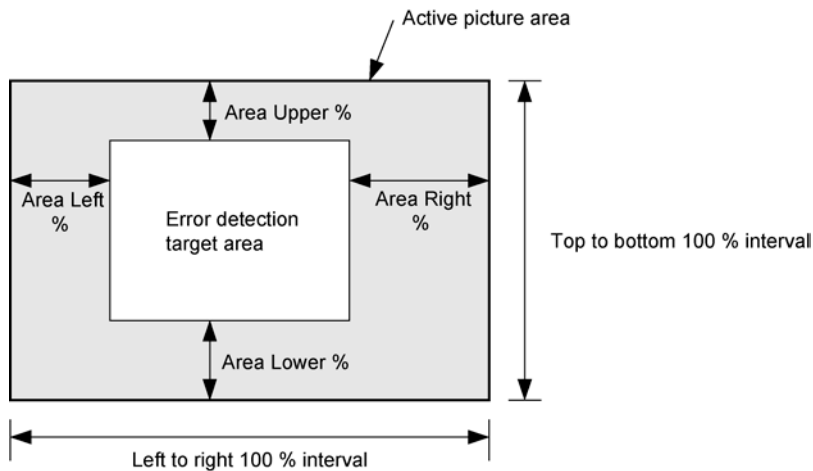 Active picture area
Area Upper %
Area Left
%
Area Right
%
Error detection
target area
Top to bottom 100 % interval
Area Lower %
Left to right 100 % interval